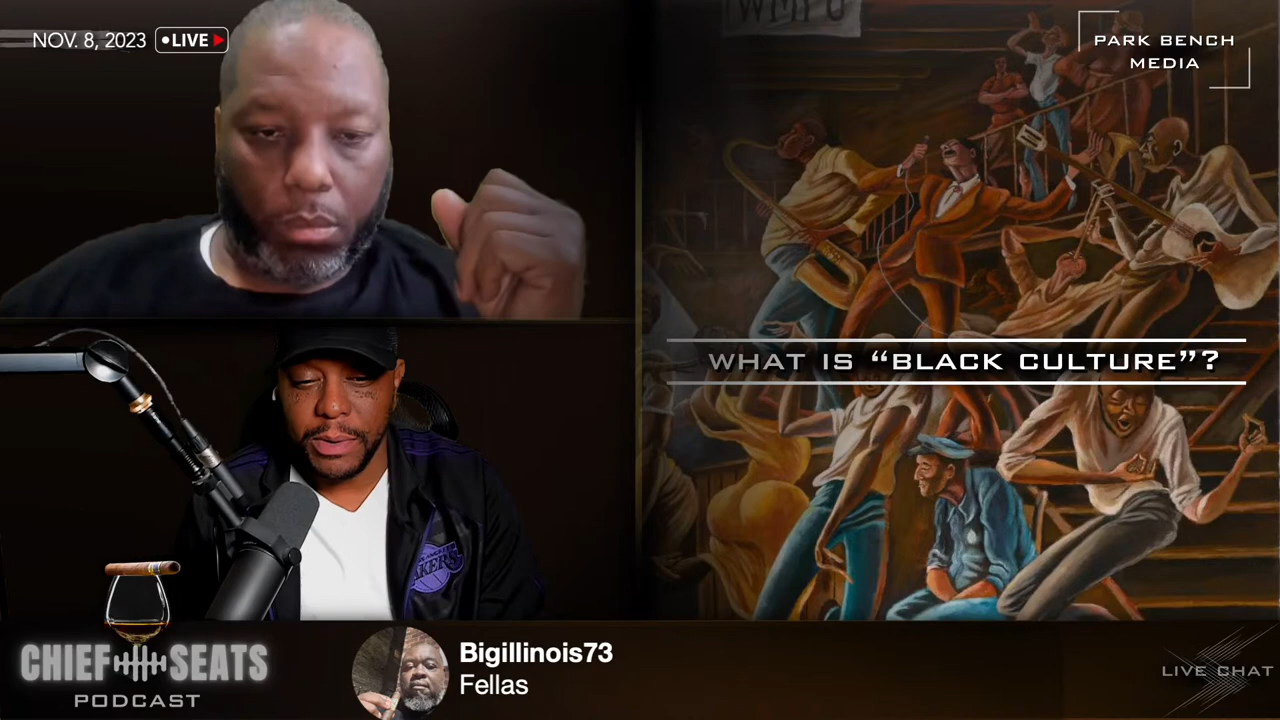 NOV. 8, 2023 •LIVE
PARK BENCH
MEDIA
WHAT IS “BLACK CULTURE”?
CHIEF SEATS
PODCAST
Bigillinois73
Fellas
LIVE CHAT